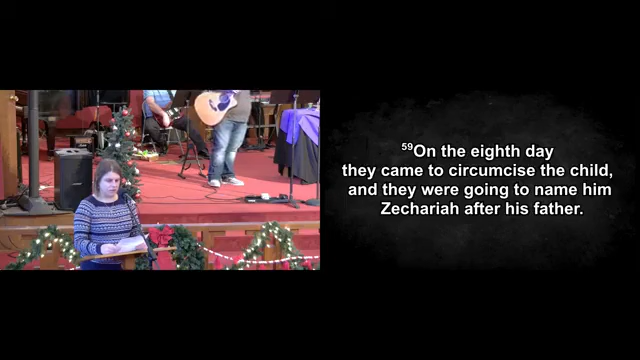 59On the eighth day
they came to circumcise the child,
and they were going to name him
Zechariah after his father.